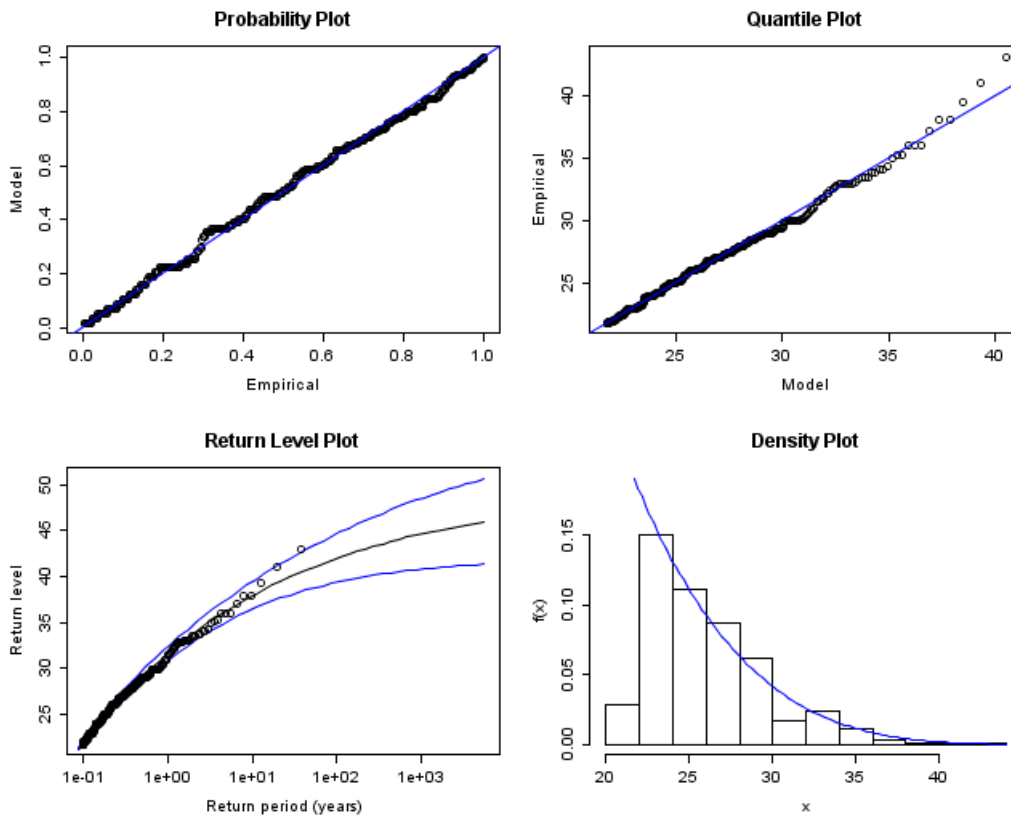 Probability Plot
Model
0.0 0.2 0.4 0.6 0.8 1.0
0.0 0.2 0.4 0.6 0.8 1.0
Empirical
Quantile Plot
Empirical
25 30 35 40
25 30 35 40
Model
Return Level Plot
Return level
25 30 35 40 45 50
1e-01 1e+00 1e+01 1e+02 1e+03
Return period (years)
Density Plot
f(x)
0.00 0.05 0.10 0.15
20 25 30 35 40
x